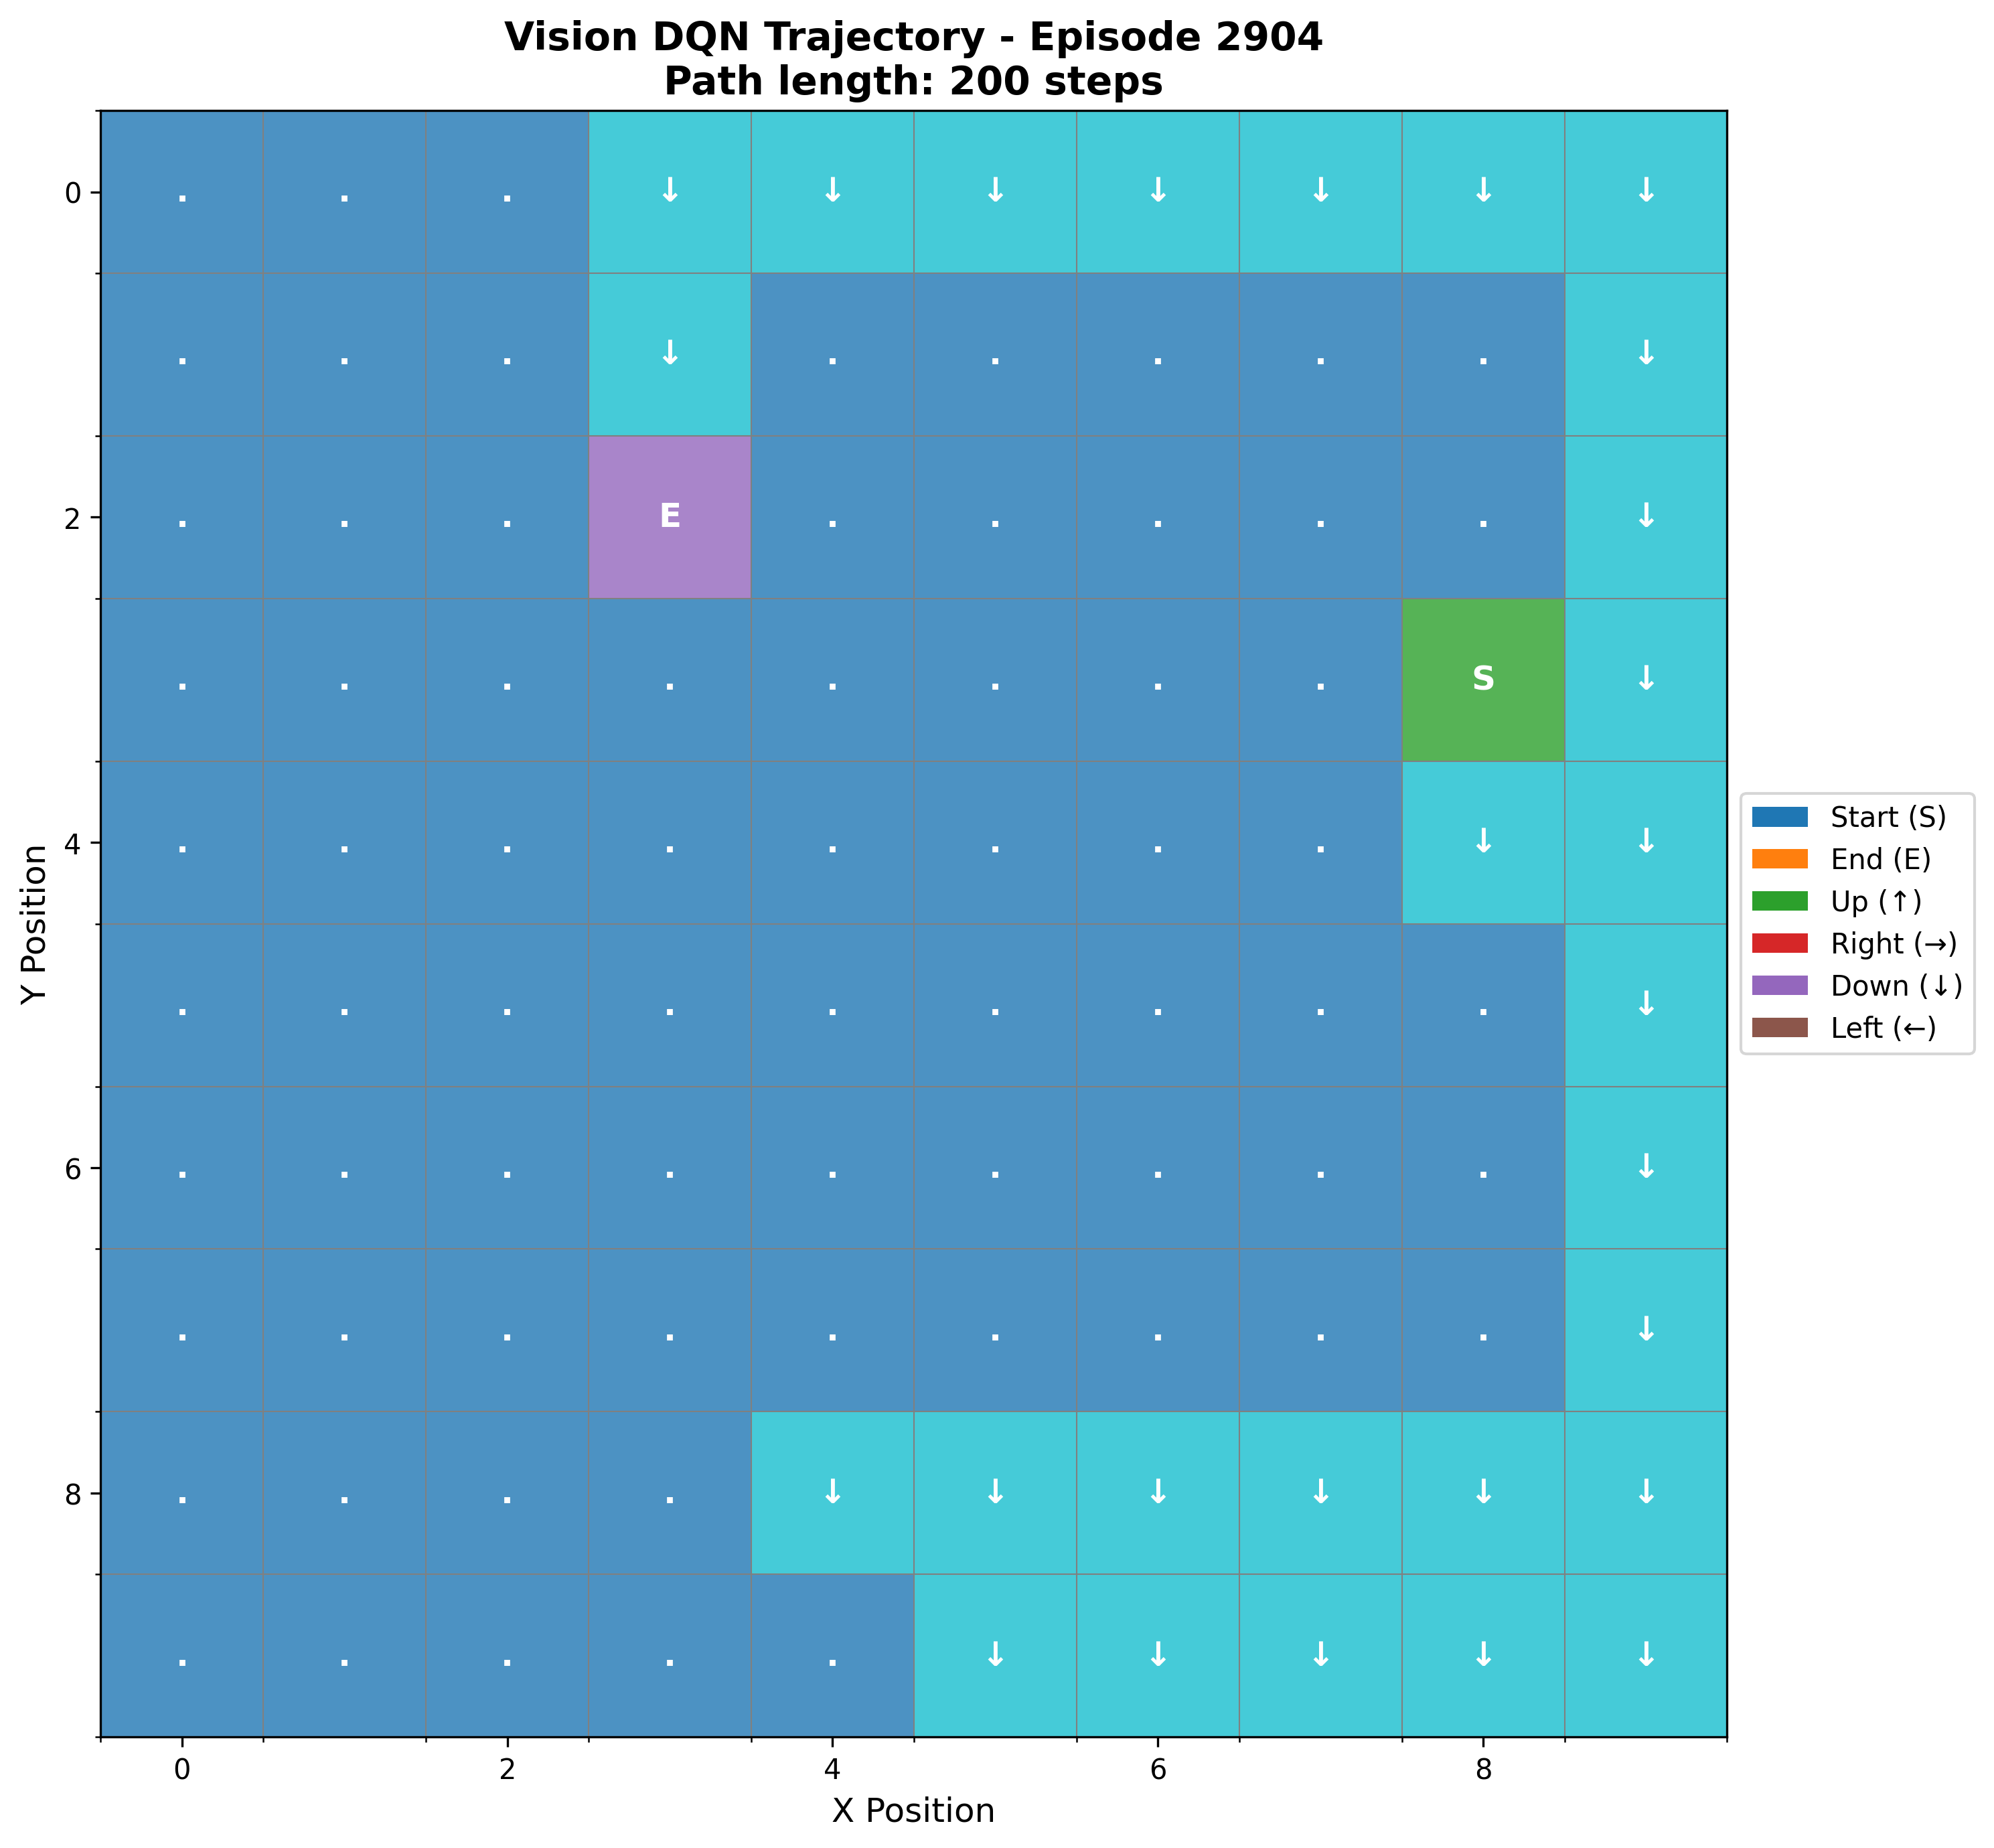 Vision DQN Trajectory - Episode 2904
Path length: 200 steps
0 . . . ↓ ↓ ↓ ↓ ↓ ↓ ↓
. . . ↓ . . . . . ↓
2 . . . E . . . . . ↓
. . . . . . . . S ↓
4 . . . . . . . . ↓ ↓
. . . . . . . . . ↓
6 . . . . . . . . . ↓
. . . . . . . . . ↓
8 . . . . ↓ ↓ ↓ ↓ ↓ ↓
. . . . . ↓ ↓ ↓ ↓ ↓
0 2 4 6 8
X Position
Y Position
Start (S)
End (E)
Up (↑)
Right (→)
Down (↓)
Left (←)